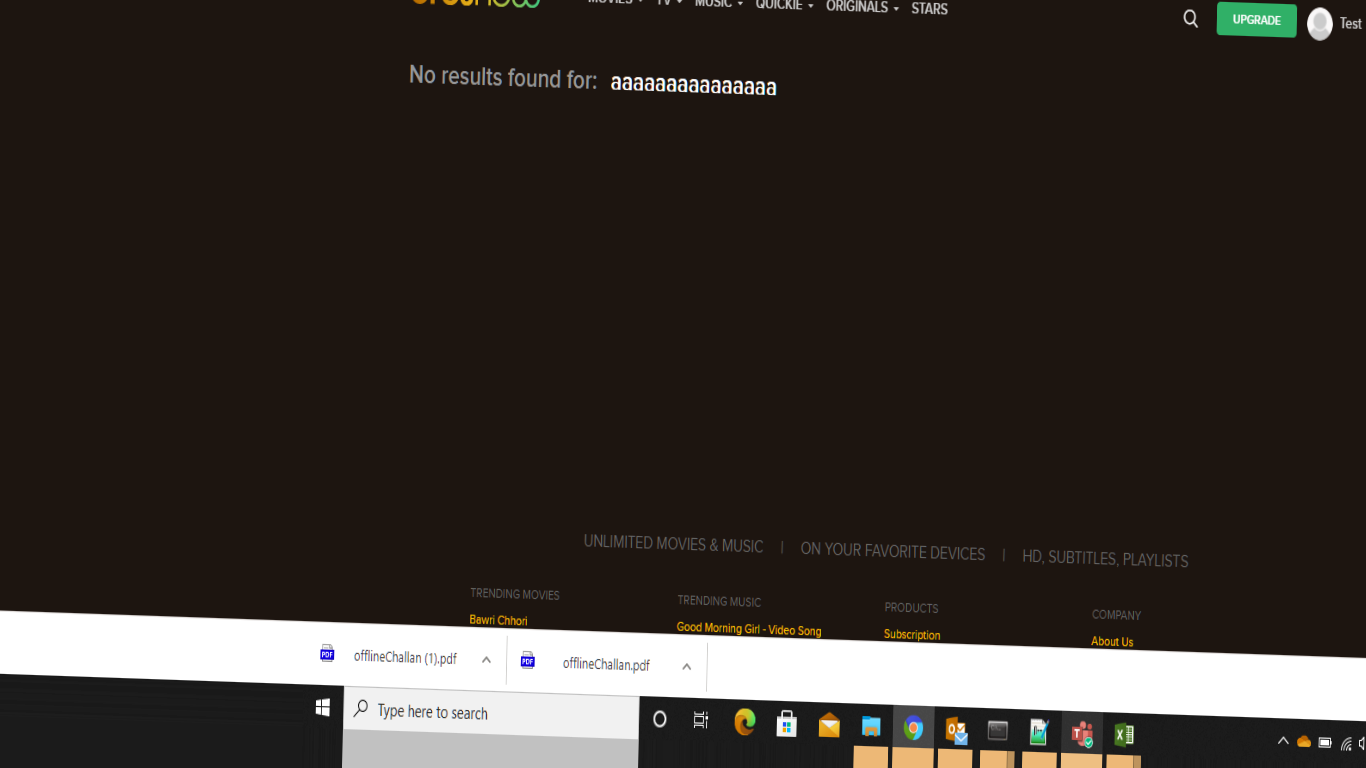 MOVIES TV MUSIC QUICKIE ORIGINALS STARS
UPGRADE
Test
No results found for: aaaaaaaaaaaaaaa
UNLIMITED MOVIES & MUSIC | ON YOUR FAVORITE DEVICES | HD, SUBTITLES, PLAYLISTS
TRENDING MOVIES
Bawri Chhori
TRENDING MUSIC
Good Morning Girl - Video Song
PRODUCTS
Subscription
COMPANY
About Us
offlineChallan (1).pdf
offlineChallan.pdf
Type here to search